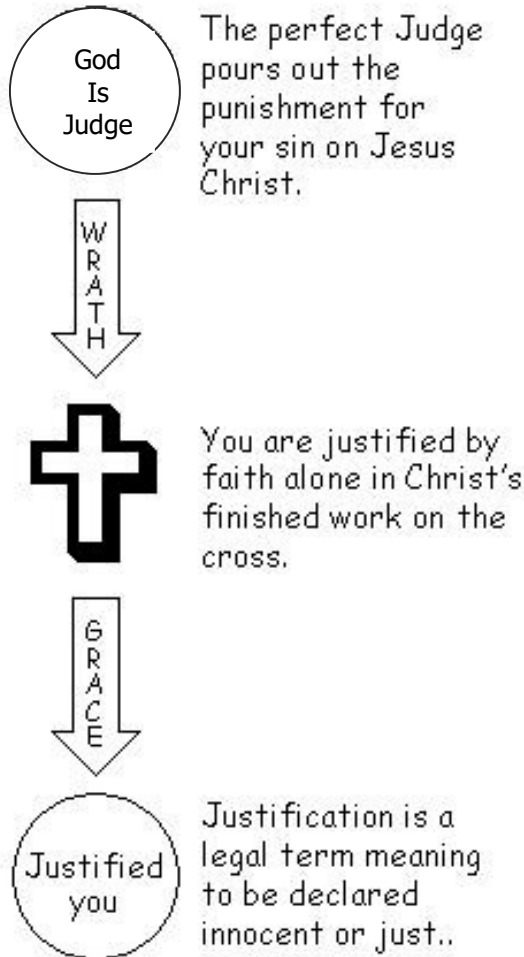 God
Is
Judge
The perfect Judge
pours out the
punishment for
your sin on Jesus
Christ.
WRATH
You are justified by
faith alone in Christ's
finished work on the
cross.
GRACE
Justified
you
Justification is a
legal term meaning
to be declared
innocent or just..